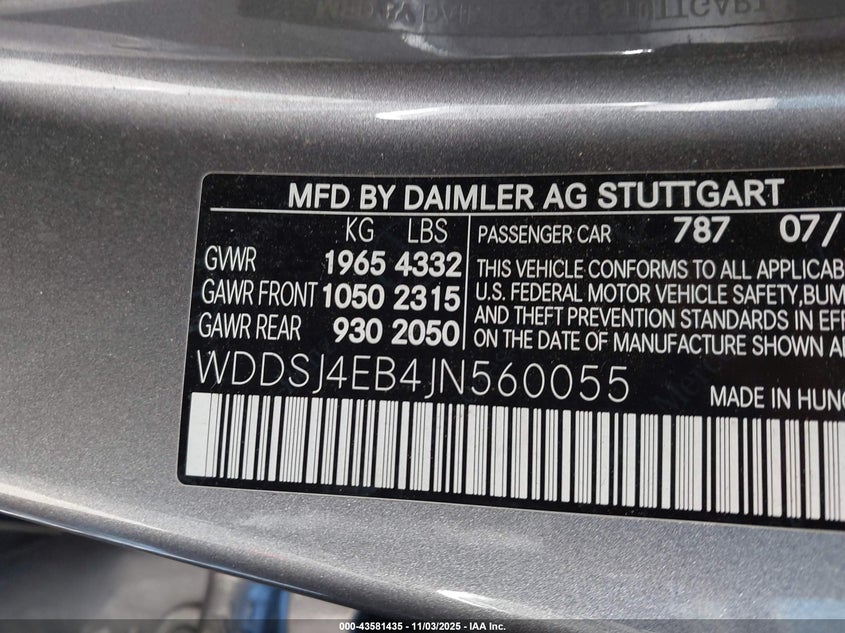 MFD BY DAIMLER AG STUTTGART
KG LBS
GVWR 1965 4332
GAWR FRONT 1050 2315
GAWR REAR 930 2050
PASSENGER CAR 787 07/
THIS VEHICLE CONFORMS TO ALL APPLICAB
U.S. FEDERAL MOTOR VEHICLE SAFETY, BUM
AND THEFT PREVENTION STANDARDS IN EFF
ON THE DATE OF MANUFACTURE SHOWN A
WDDSJ4EB4JN560055
MADE IN HUNG
000-43581435 - 11/03/2025 - IAA Inc.